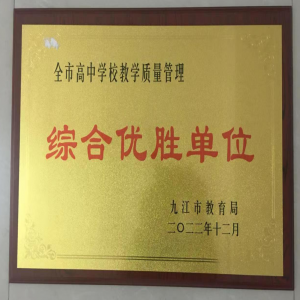 全市高中学校教学质量管理
综合优胜单位
九江市教育局
二〇二二年十二月